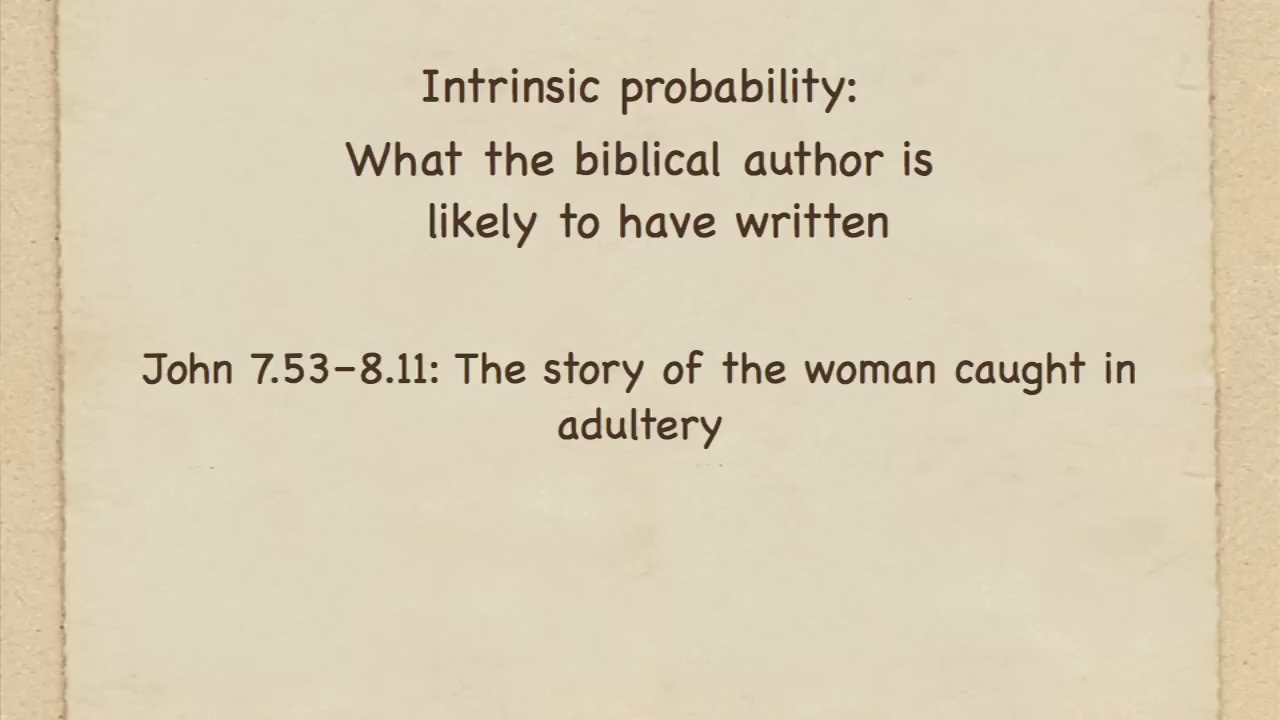 Intrinsic probability:
What the biblical author is
likely to have written
John 7.53–8.11: The story of the woman caught in
adultery